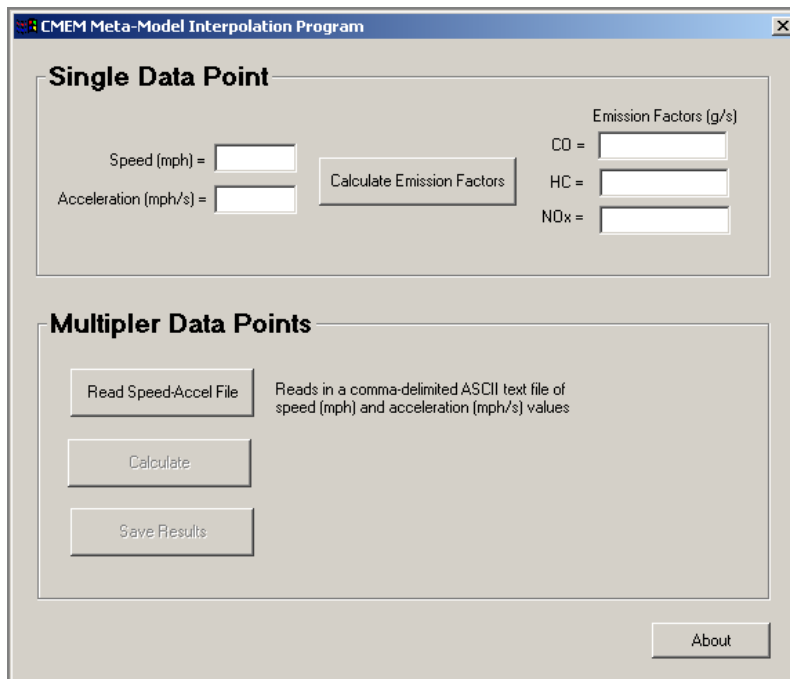 CMEM Meta-Model Interpolation Program
Single Data Point
Emission Factors (g/s)
Speed (mph) =
Acceleration (mph/s) =
Calculate Emission Factors
CO =
HC =
NOx =
Multipler Data Points
Read Speed-Accel File
Reads in a comma-delimited ASCII text file of
speed (mph) and acceleration (mph/s) values
Calculate
Save Results
About